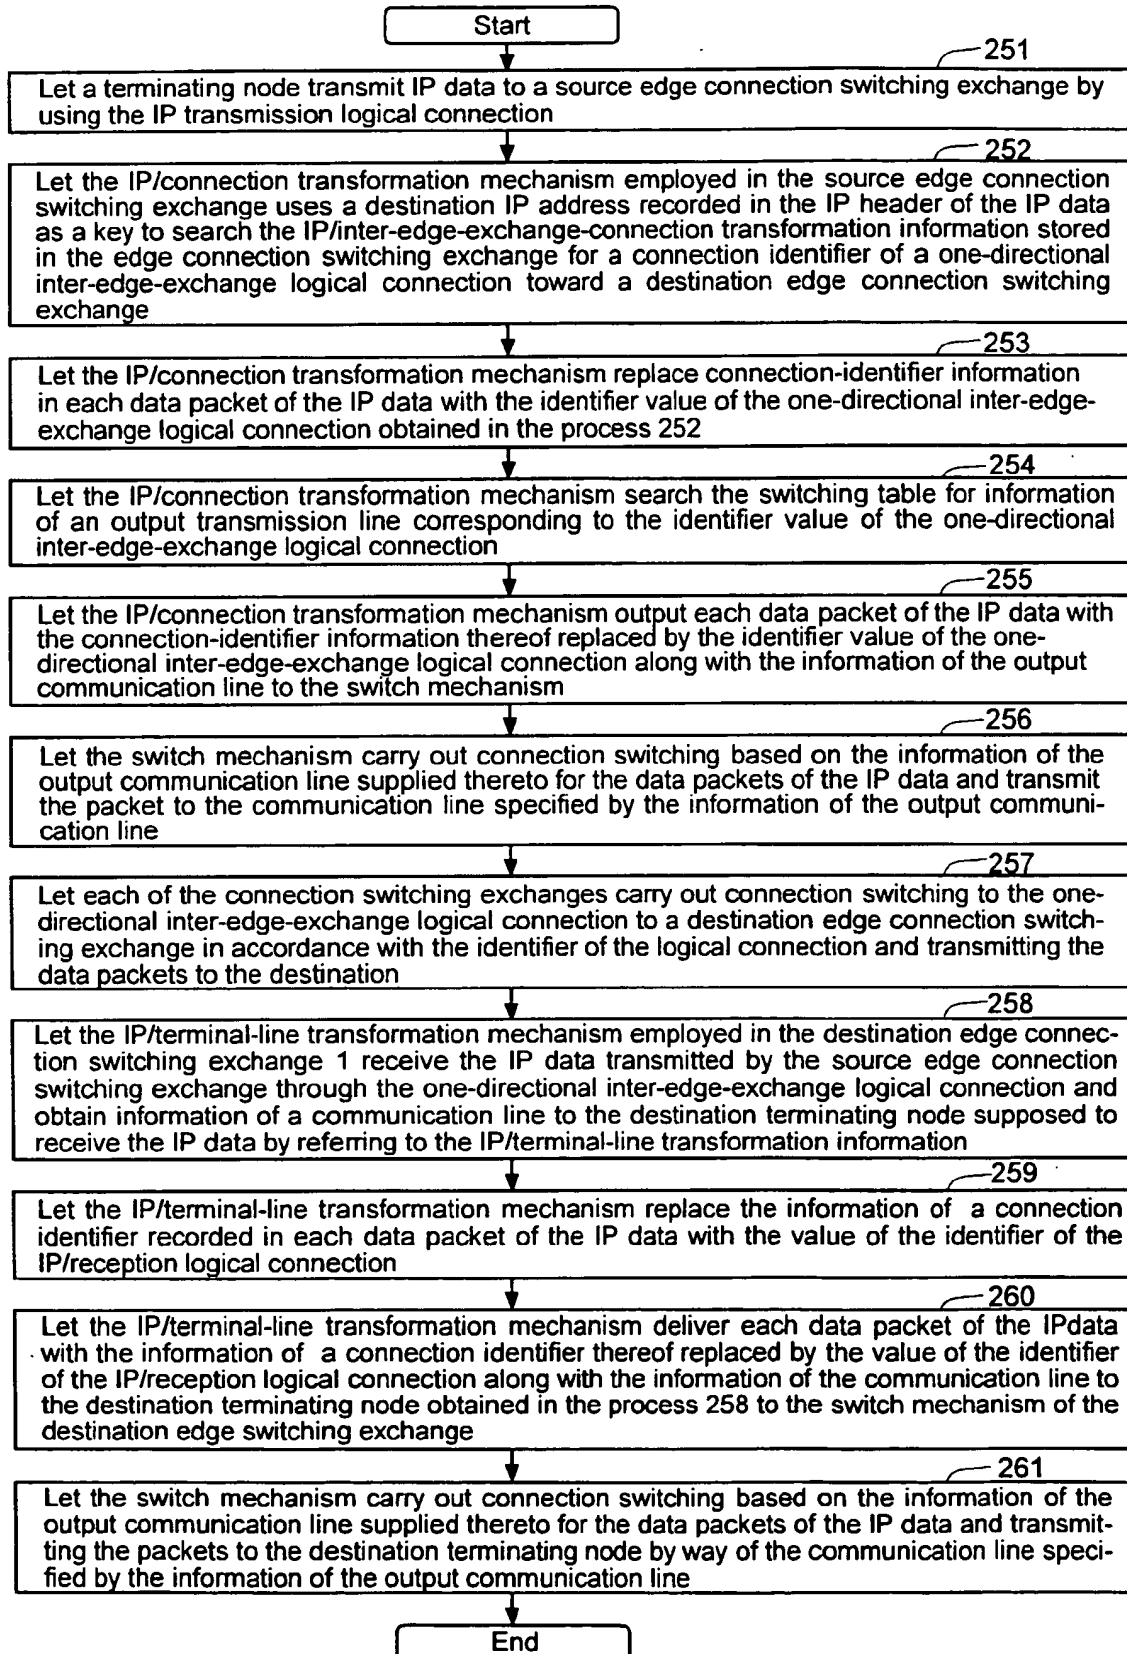 Start
251
Let a terminating node transmit IP data to a source edge connection switching exchange by
using the IP transmission logical connection
252
Let the IP/connection transformation mechanism employed in the source edge connection
switching exchange uses a destination IP address recorded in the IP header of the IP data
as a key to search the IP/inter-edge-exchange-connection transformation information stored
in the edge connection switching exchange for a connection identifier of a one-directional
inter-edge-exchange logical connection toward a destination edge connection switching
exchange
253
Let the IP/connection transformation mechanism replace connection-identifier information
in each data packet of the IP data with the identifier value of the one-directional inter-edge-
exchange logical connection obtained in the process 252
254
Let the IP/connection transformation mechanism search the switching table for information
of an output transmission line corresponding to the identifier value of the one-directional
inter-edge-exchange logical connection
255
Let the IP/connection transformation mechanism output each data packet of the IP data with
the connection-identifier information thereof replaced by the identifier value of the one-
directional inter-edge-exchange logical connection along with the information of the output
communication line to the switch mechanism
256
Let the switch mechanism carry out connection switching based on the information of the
output communication line supplied thereto for the data packets of the IP data and transmit
the packet to the communication line specified by the information of the output communi-
cation line
257
Let each of the connection switching exchanges carry out connection switching to the one-
directional inter-edge-exchange logical connection to a destination edge connection switch-
ing exchange in accordance with the identifier of the logical connection and transmitting the
data packets to the destination
258
Let the IP/terminal-line transformation mechanism employed in the destination edge connec-
tion switching exchange 1 receive the IP data transmitted by the source edge connection
switching exchange through the one-directional inter-edge-exchange logical connection and
obtain information of a communication line to the destination terminating node supposed to
receive the IP data by referring to the IP/terminal-line transformation information
259
Let the IP/terminal-line transformation mechanism replace the information of a connection
identifier recorded in each data packet of the IP data with the value of the identifier of the
IP/reception logical connection
260
Let the IP/terminal-line transformation mechanism deliver each data packet of the IPdata
with the information of a connection identifier thereof replaced by the value of the identifier
of the IP/reception logical connection along with the information of the communication line to
the destination terminating node obtained in the process 258 to the switch mechanism of the
destination edge switching exchange
261
Let the switch mechanism carry out connection switching based on the information of the
output communication line supplied thereto for the data packets of the IP data and transmit-
ting the packets to the destination terminating node by way of the communication line speci-
fied by the information of the output communication line
End